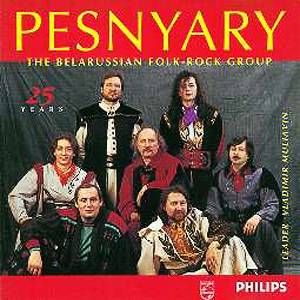 PESNYARY
THE BELARUSSIAN FOLK-ROCK GROUP
25
YEARS
LEADER - VLADIMIR MULIAVIN
PHILIPS